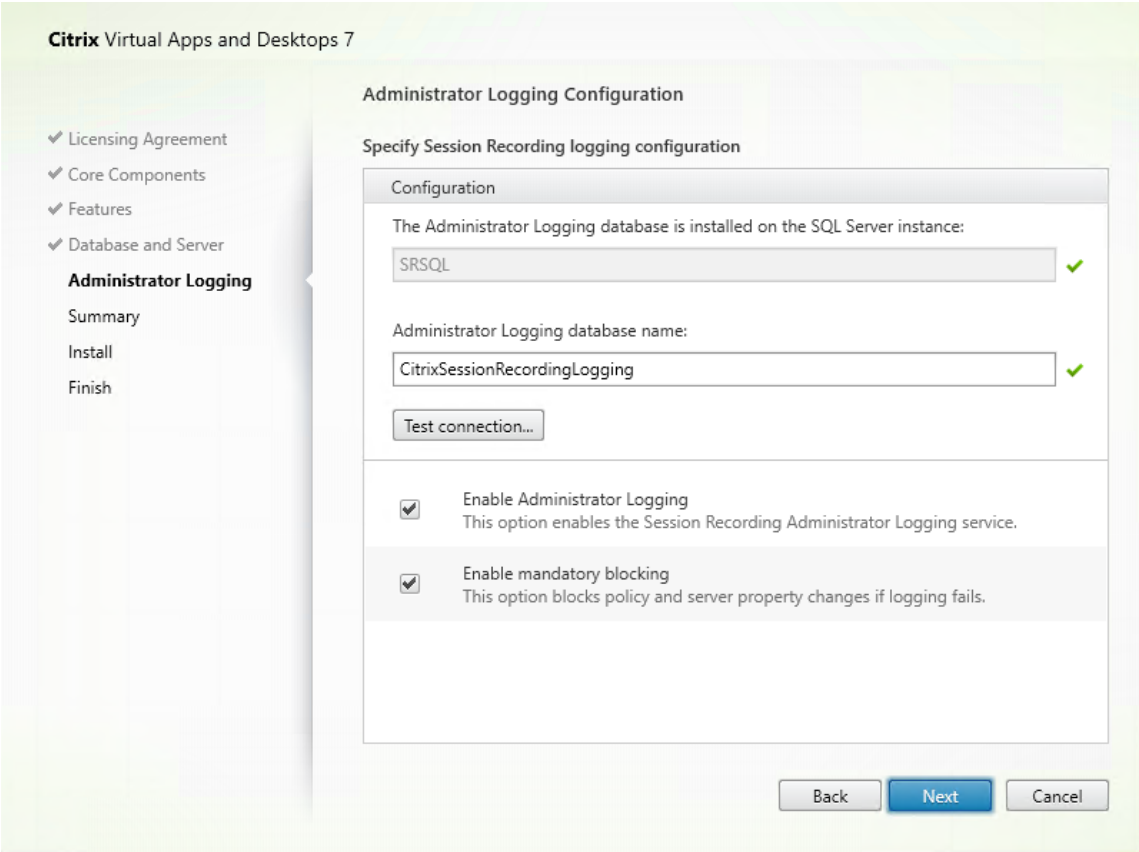 Citrix Virtual Apps and Desktops 7
Administrator Logging Configuration
Licensing Agreement
Core Components
Features
Database and Server
Administrator Logging
Summary
Install
Finish
Specify Session Recording logging configuration
Configuration
The Administrator Logging database is installed on the SQL Server instance:
SRSQL
Administrator Logging database name:
CitrixSessionRecordingLogging
Test connection...
Enable Administrator Logging
This option enables the Session Recording Administrator Logging service.
Enable mandatory blocking
This option blocks policy and server property changes if logging fails.
Back
Next
Cancel